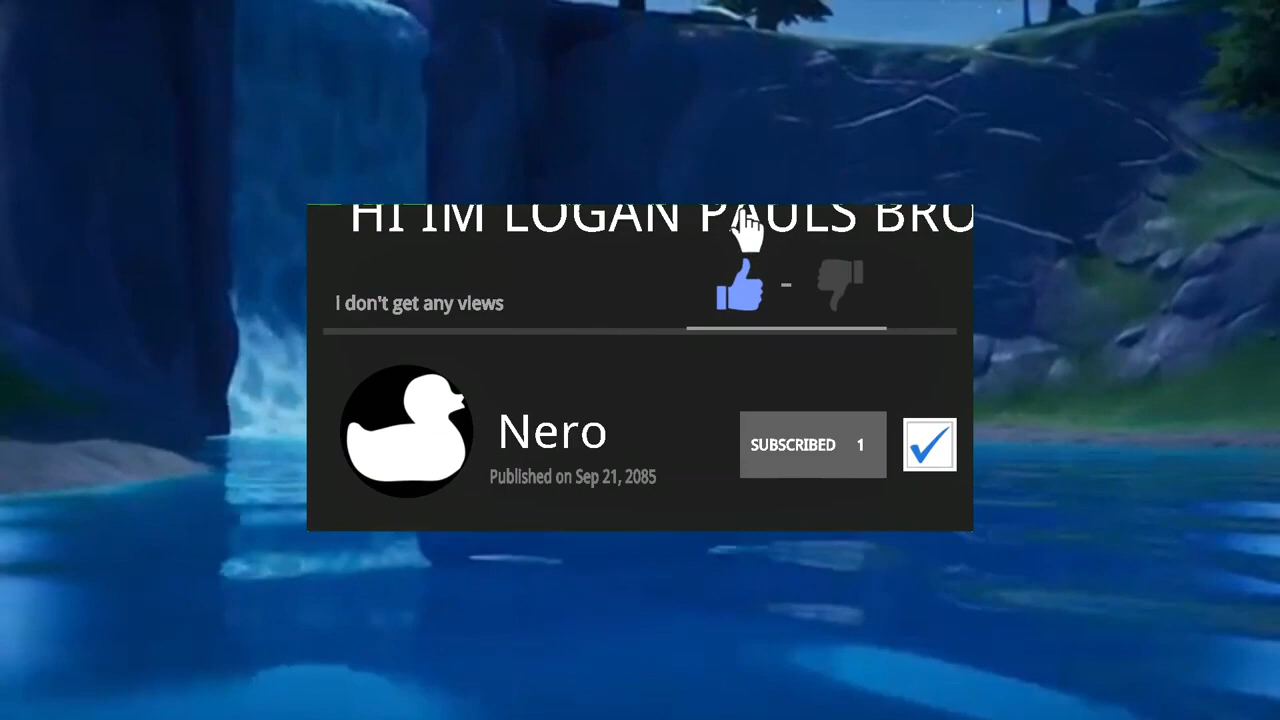 HI IM LOGAN PAULS BRO
I don't get any views
-
Nero
SUBSCRIBED 1
Published on Sep 21, 2085